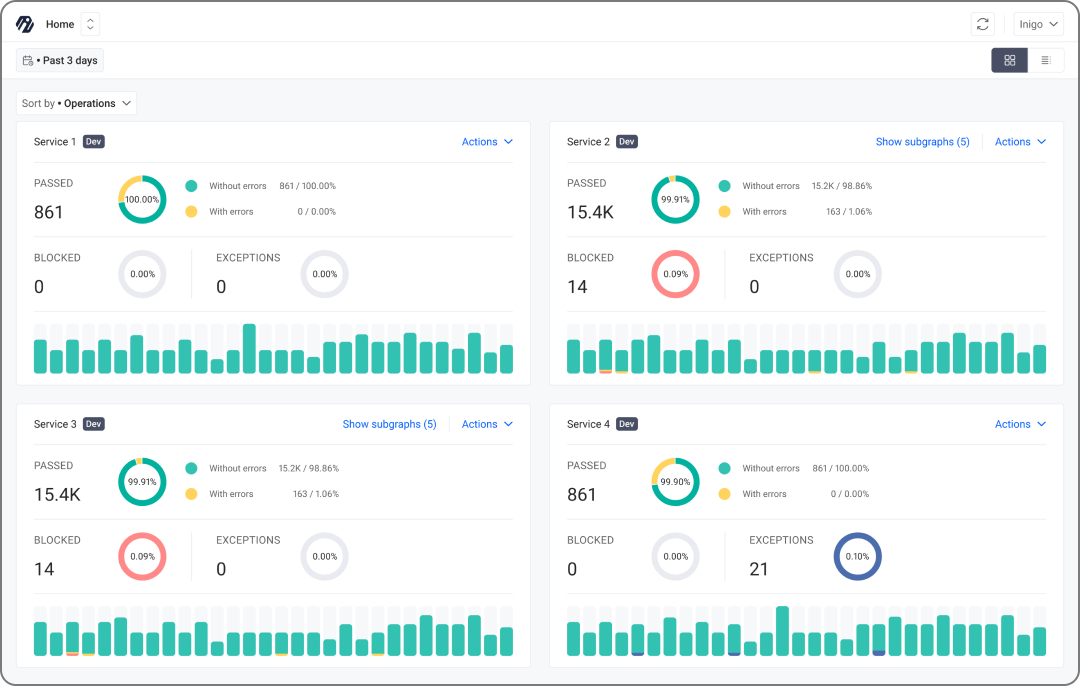 Home
Inigo
• Past 3 days
Sort by • Operations
Service 1 Dev Actions
PASSED
861
100.00%
Without errors 861 / 100.00%
With errors 0 / 0.00%
BLOCKED
0
0.00%
EXCEPTIONS
0
0.00%
Service 2 Dev Show subgraphs (5) Actions
PASSED
15.4K
99.91%
Without errors 15.2K / 98.86%
With errors 163 / 1.06%
BLOCKED
14
0.09%
EXCEPTIONS
0
0.00%
Service 3 Dev Show subgraphs (5) Actions
PASSED
15.4K
99.91%
Without errors 15.2K / 98.86%
With errors 163 / 1.06%
BLOCKED
14
0.09%
EXCEPTIONS
0
0.00%
Service 4 Dev Actions
PASSED
861
99.90%
Without errors 861 / 100.00%
With errors 0 / 0.00%
BLOCKED
0
0.00%
EXCEPTIONS
21
0.10%